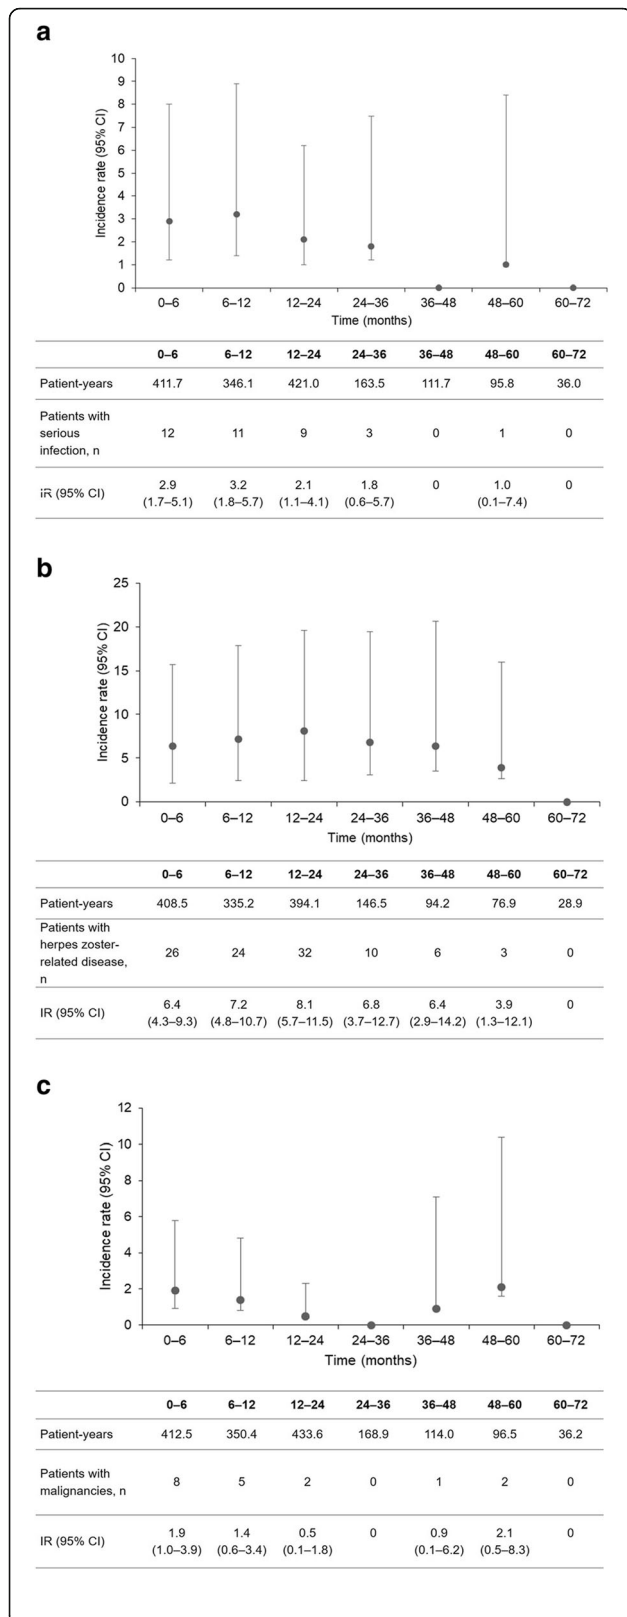 a
Incidence rate (95% CI)
10
9
8
7
6
5
4
3
2
1
0
0–6 6–12 12–24 24–36 36–48 48–60 60–72
Time (months)
0–6 6–12 12–24 24–36 36–48 48–60 60–72
Patient-years 411.7 346.1 421.0 163.5 111.7 95.8 36.0
Patients with
serious
infection, n 12 11 9 3 0 1 0
IR (95% CI) 2.9 3.2 2.1 1.8 0 1.0 0
(1.7–5.1) (1.8–5.7) (1.1–4.1) (0.6–5.7) (0.1–7.4)
b
Incidence rate (95% CI)
25
20
15
10
5
0
0–6 6–12 12–24 24–36 36–48 48–60 60–72
Time (months)
0–6 6–12 12–24 24–36 36–48 48–60 60–72
Patient-years 408.5 335.2 394.1 146.5 94.2 76.9 28.9
Patients with
herpes zoster-
related disease,
n 26 24 32 10 6 3 0
IR (95% CI) 6.4 7.2 8.1 6.8 6.4 3.9 0
(4.3–9.3) (4.8–10.7) (5.7–11.5) (3.7–12.7) (2.9–14.2) (1.3–12.1)
c
Incidence rate (95% CI)
12
10
8
6
4
2
0
0–6 6–12 12–24 24–36 36–48 48–60 60–72
Time (months)
0–6 6–12 12–24 24–36 36–48 48–60 60–72
Patient-years 412.5 350.4 433.6 168.9 114.0 96.5 36.2
Patients with
malignancies, n 8 5 2 0 1 2 0
IR (95% CI) 1.9 1.4 0.5 0 0.9 2.1 0
(1.0–3.9) (0.6–3.4) (0.1–1.8) (0.1–6.2) (0.5–8.3)